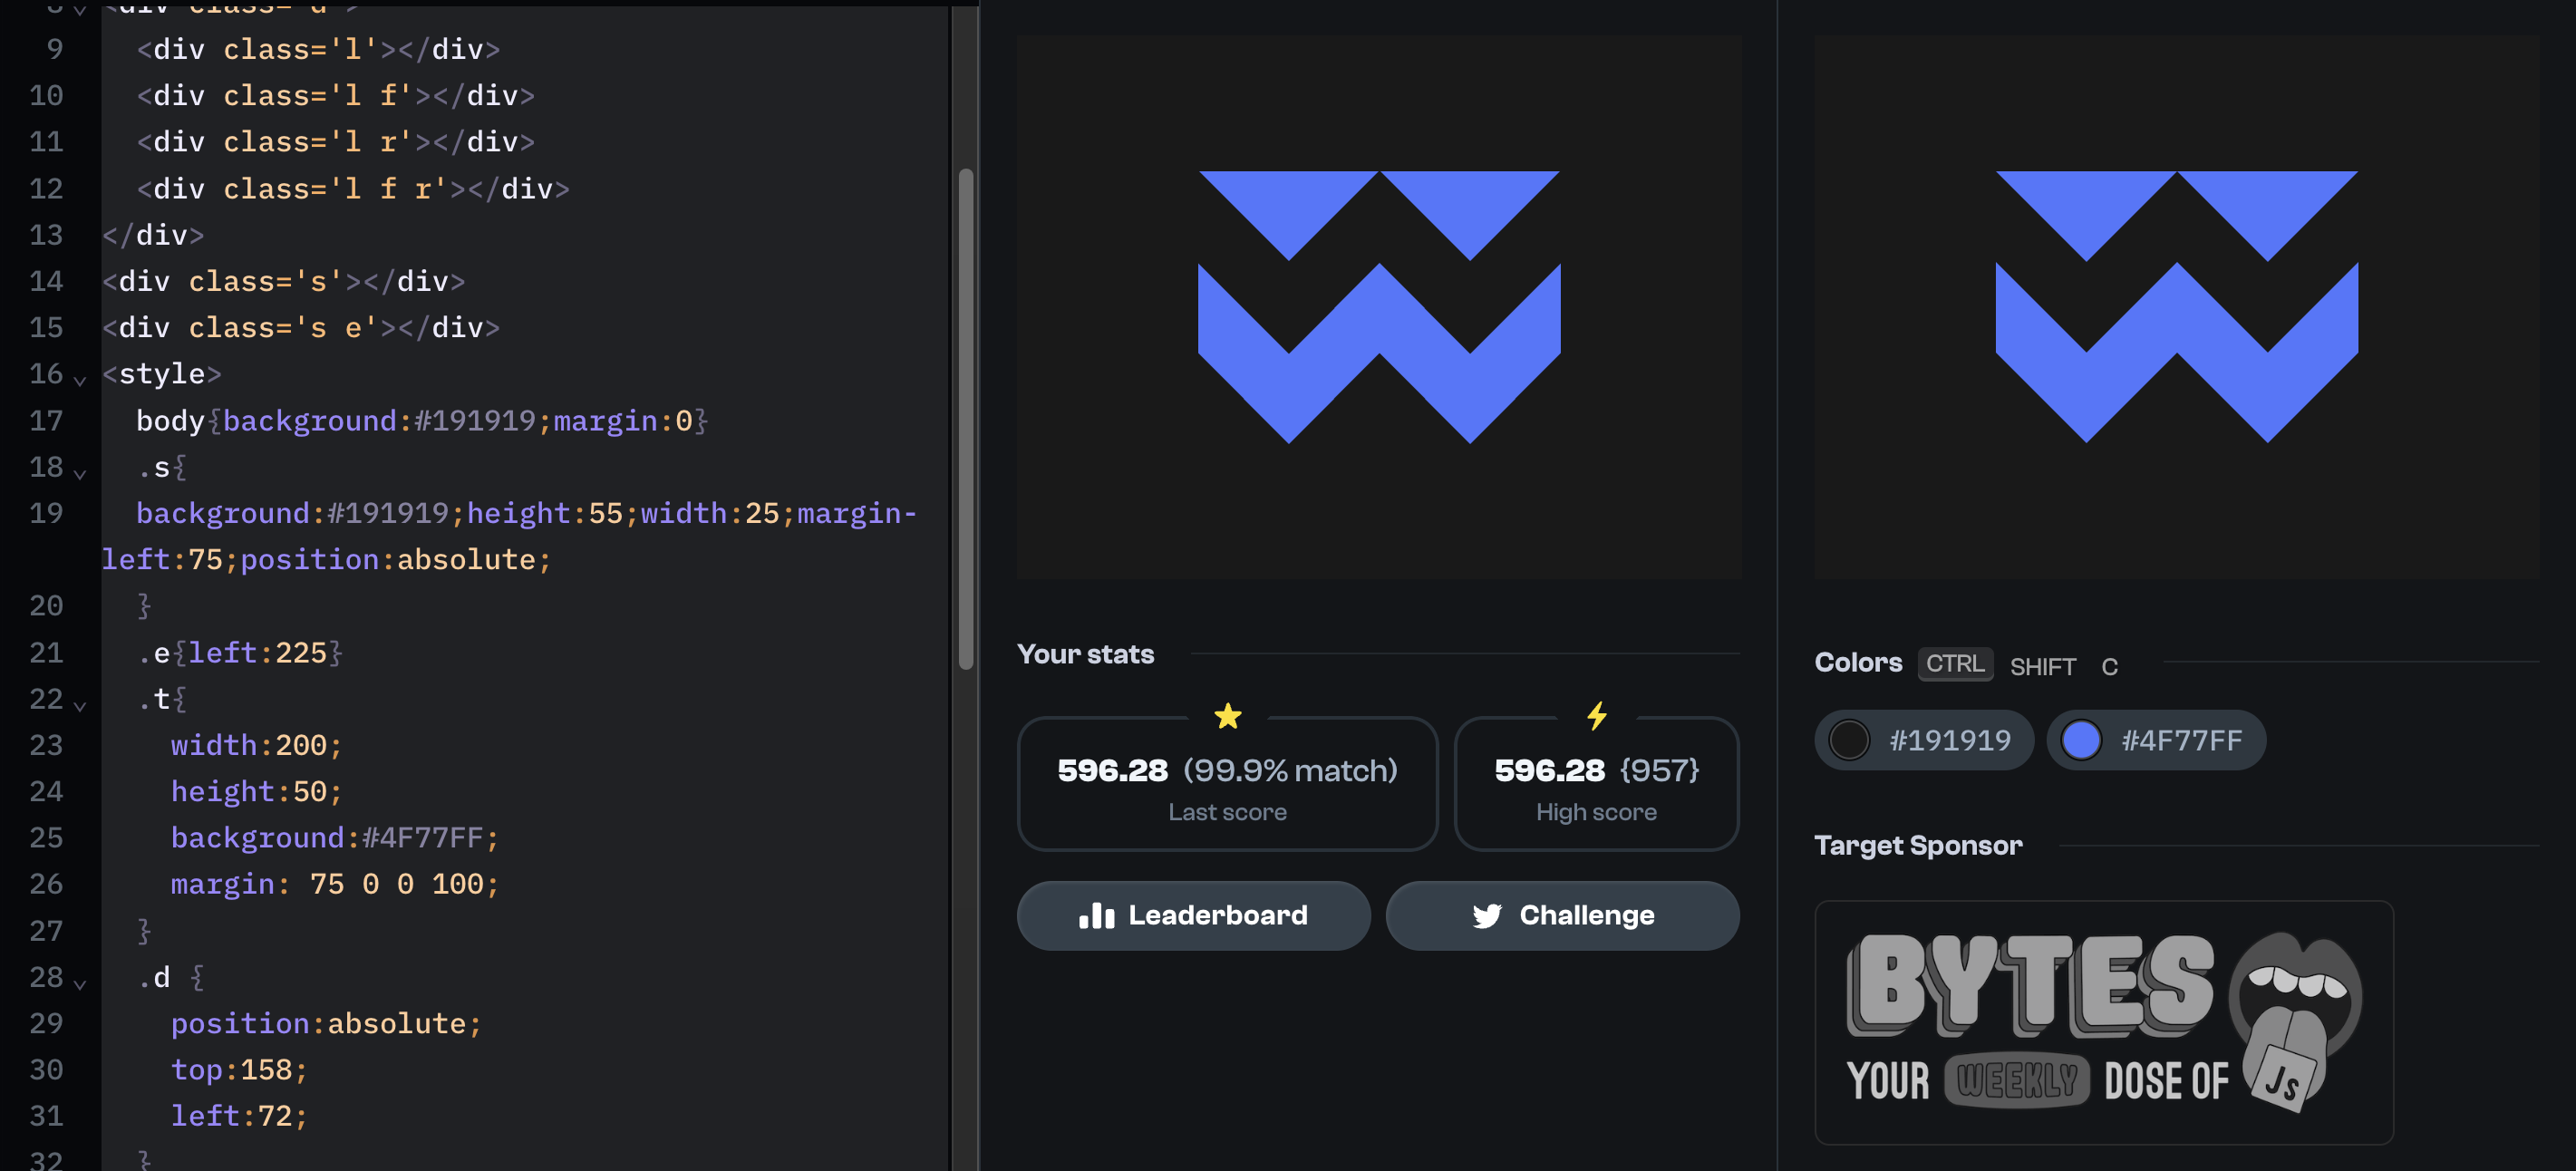 8 <div class='d'>
9 <div class='l'></div>
10 <div class='l f'></div>
11 <div class='l r'></div>
12 <div class='l f r'></div>
13 </div>
14 <div class='s'></div>
15 <div class='s e'></div>
16 <style>
17 body{background:#191919;margin:0}
18 .s{
19 background:#191919;height:55;width:25;margin-
left:75;position:absolute;
20 }
21 .e{left:225}
22 .t{
23 width:200;
24 height:50;
25 background:#4F77FF;
26 margin: 75 0 0 100;
27 }
28 .d {
29 position:absolute;
30 top:158;
31 left:72;
32 }
Your stats
596.28 (99.9% match)
Last score
596.28 {957}
High score
Leaderboard
Challenge
Colors CTRL SHIFT C
#191919
#4F77FF
Target Sponsor
BYTES
YOUR WEEKLY DOSE OF
JS